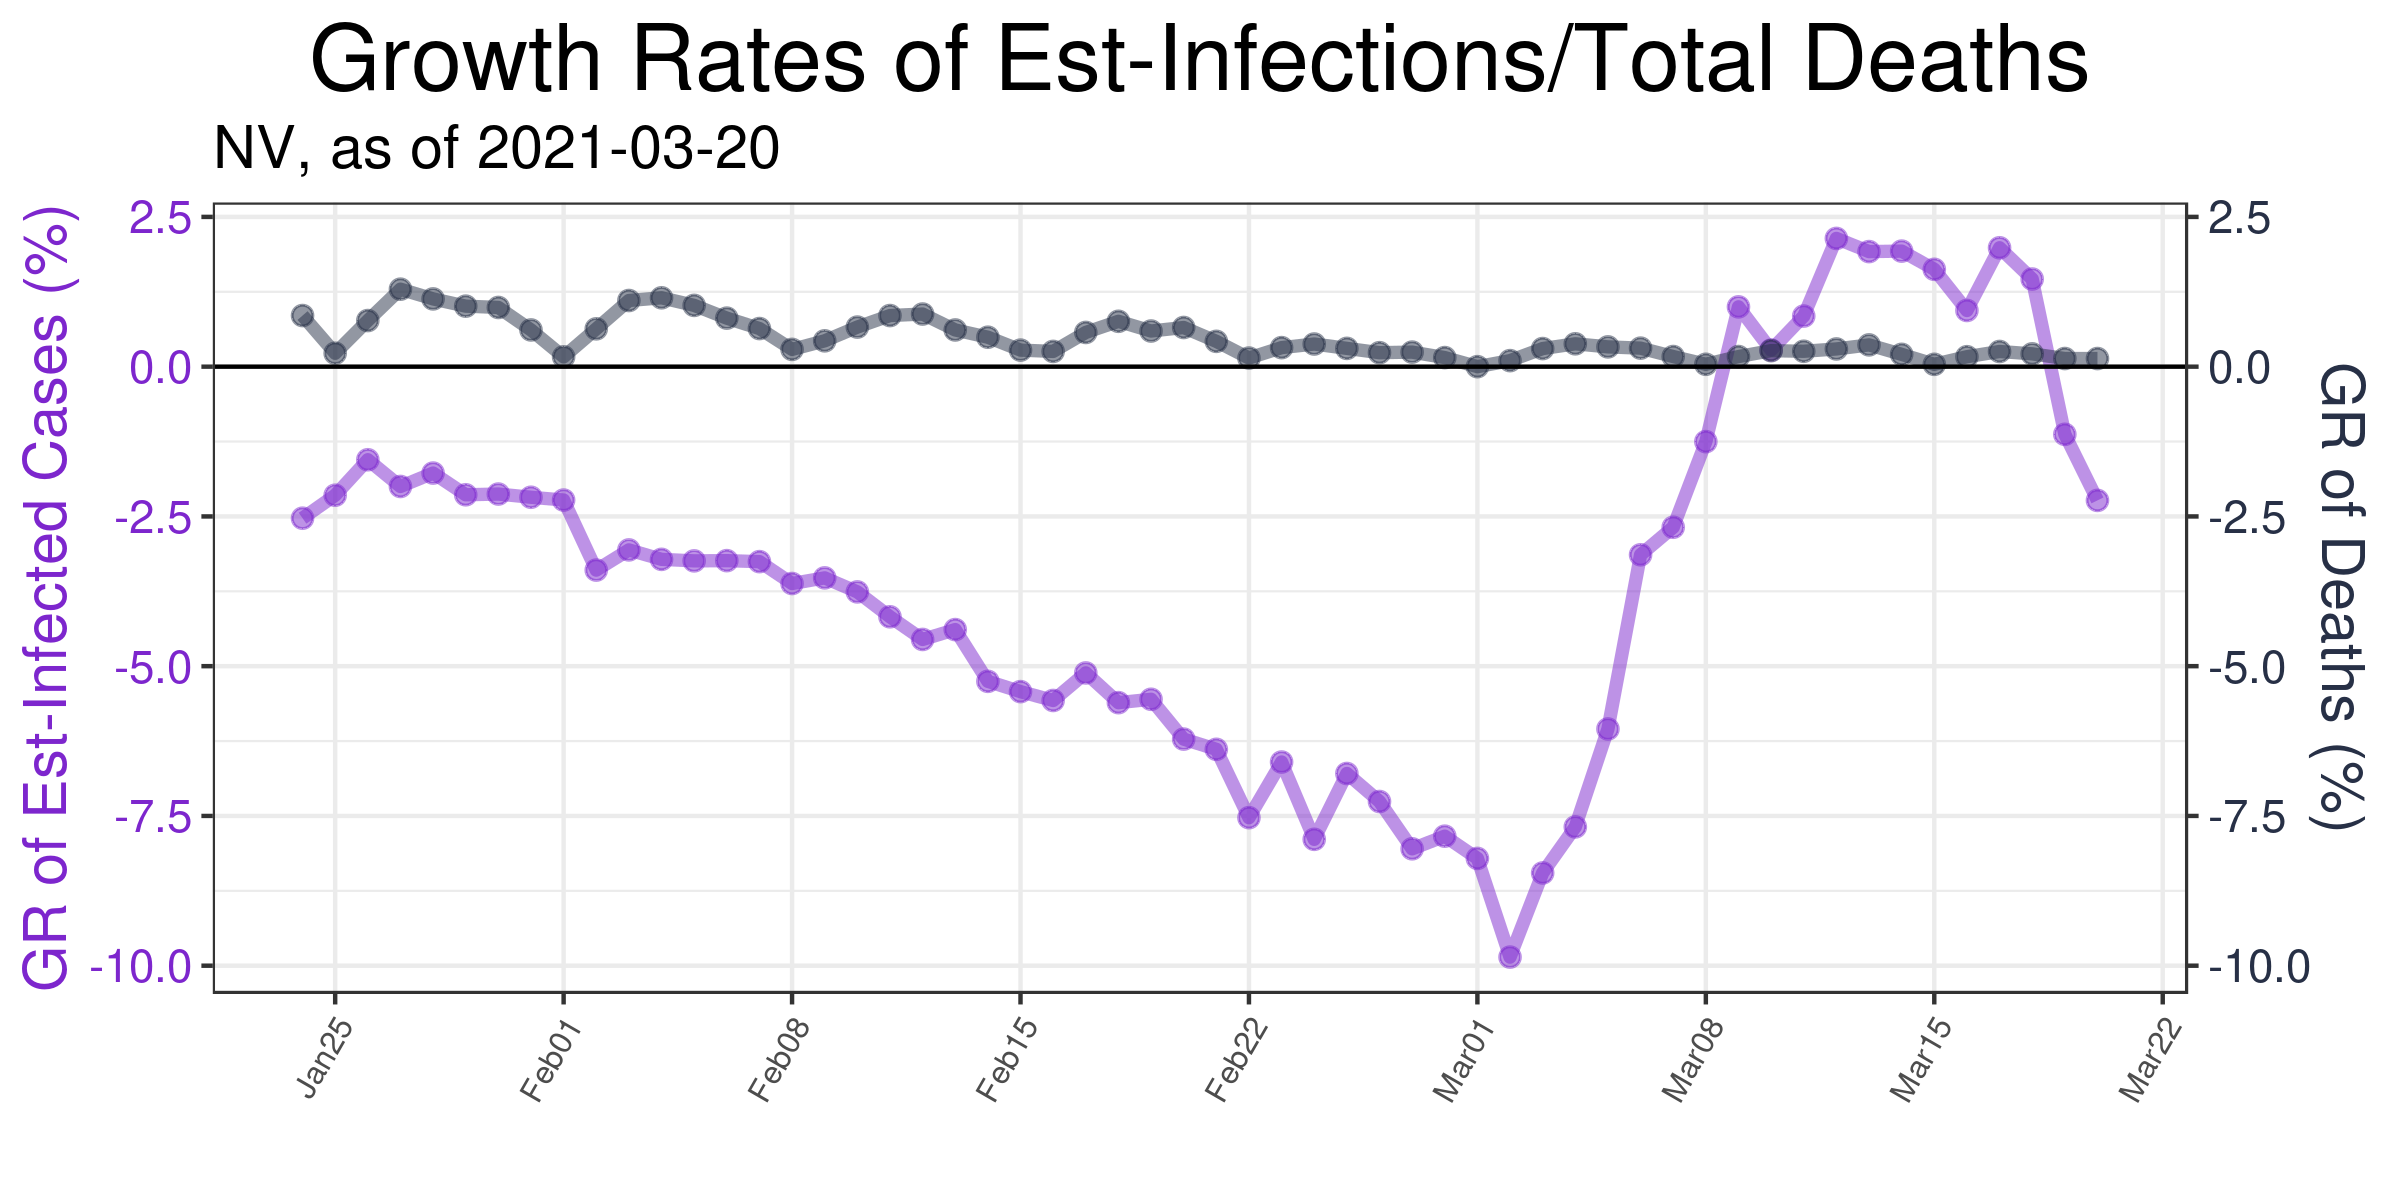 Growth Rates of Est-Infections/Total Deaths
NV, as of 2021-03-20
GR of Est-Infected Cases (%)
2.5
0.0
-2.5
-5.0
-7.5
-10.0
2.5
0.0
-2.5
-5.0
-7.5
-10.0
GR of Deaths (%)
Jan25
Feb01
Feb08
Feb15
Feb22
Mar01
Mar08
Mar15
Mar22